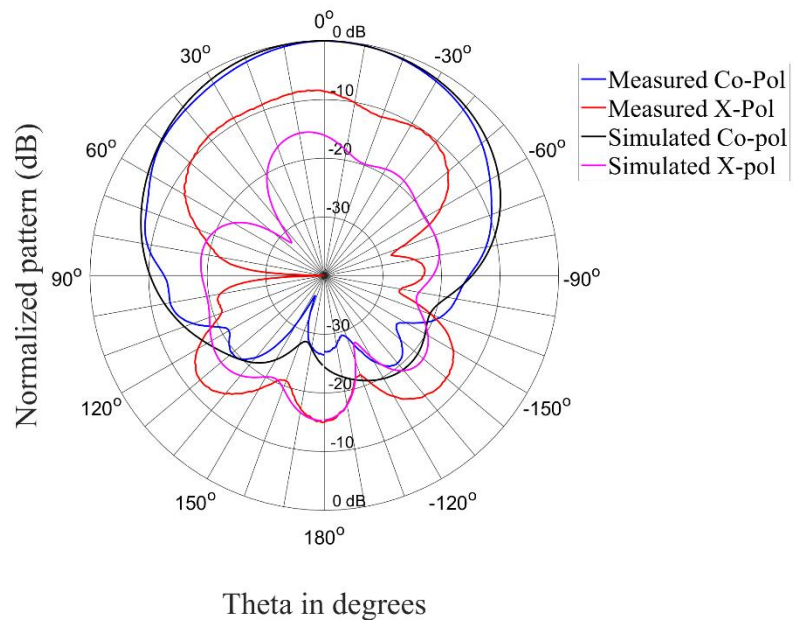 0°
0 dB
30°
-30°
-10
Measured Co-Pol
Measured X-Pol
Simulated Co-pol
Simulated X-pol
60°
-60°
-20
-30
Normalized pattern (dB)
90°
-90°
-30
-20
120°
-150°
-10
150°
-120°
0 dB
180°
Theta in degrees